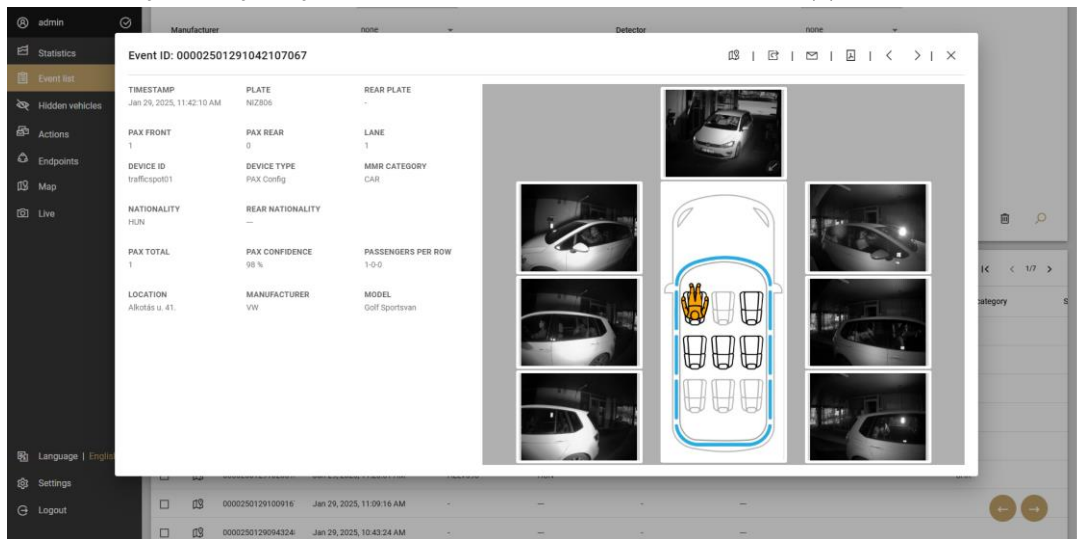 admin
Manufacturer none Detector none
Statistics
Event list
Hidden vehicles
Actions
Endpoints
Map
Live
Language | English
Settings
Logout
Event ID: 00002501291042107067
TIMESTAMP PLATE REAR PLATE
Jan 29, 2025, 11:42:10 AM NIZ806 -
PAX FRONT PAX REAR LANE
1 0 1
DEVICE ID DEVICE TYPE MMR CATEGORY
trafficspot01 PAX Config CAR
NATIONALITY REAR NATIONALITY
HUN —
PAX TOTAL PAX CONFIDENCE PASSENGERS PER ROW
1 98 % 1-0-0
LOCATION MANUFACTURER MODEL
Alkotás u. 41. VW Golf Sportsvan
1/7
category S
0000250129100916 Jan 29, 2025, 11:09:16 AM - — - —
000025012909432 Jan 29, 2025, 10:43:24 AM - — - —